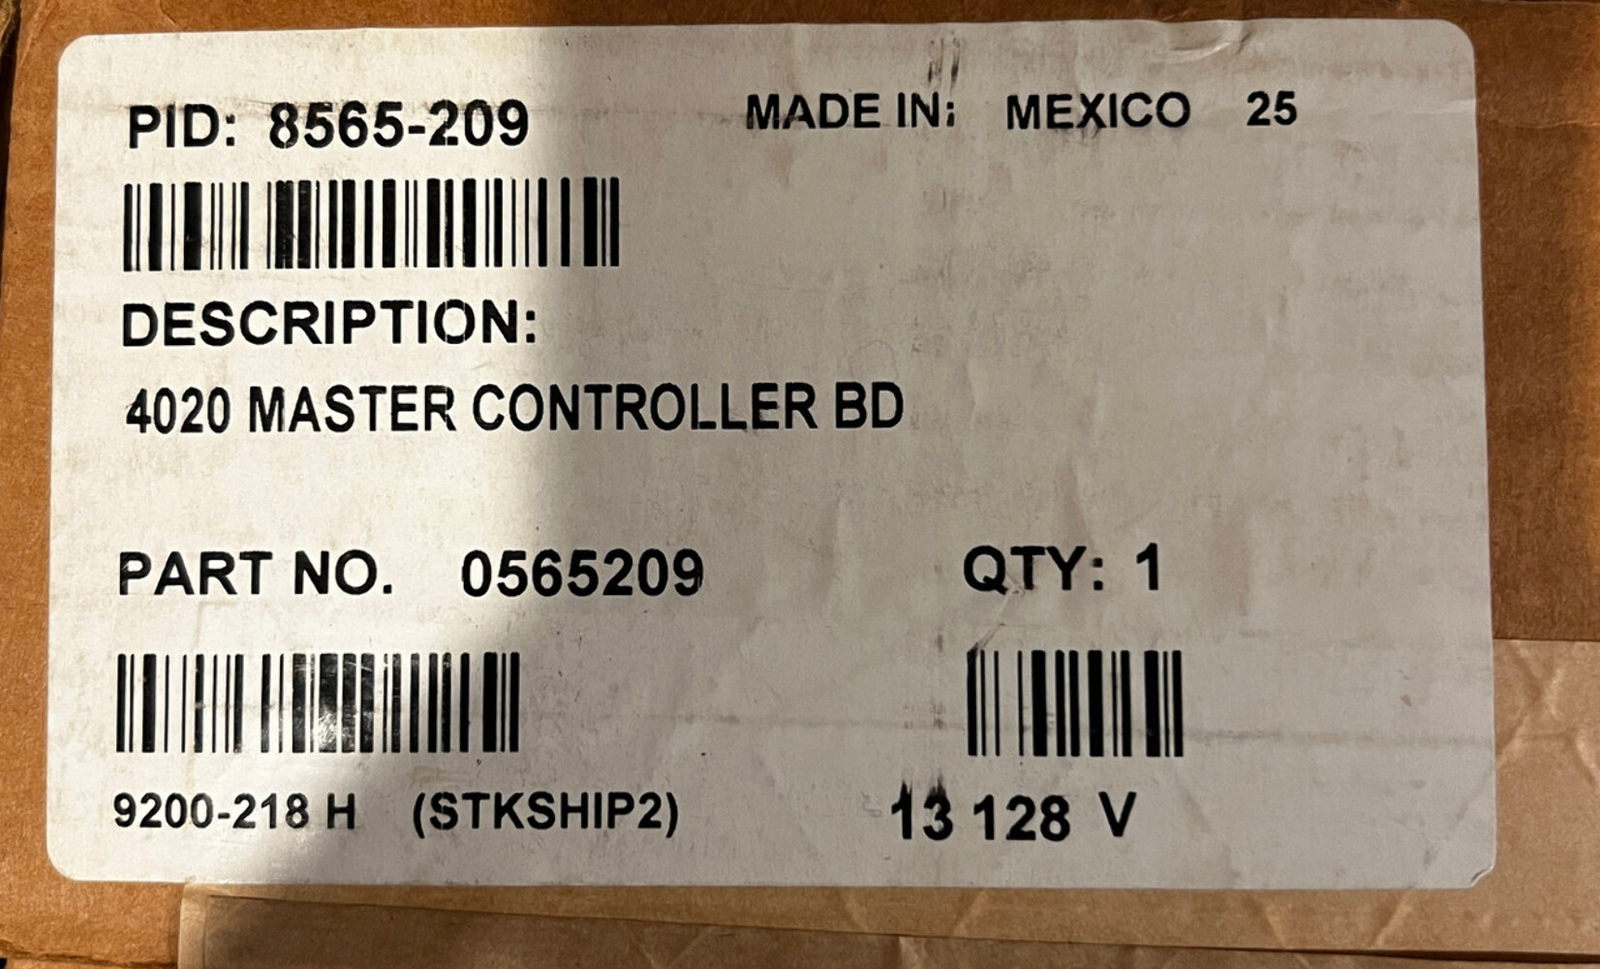 PID: 8565-209 MADE IN: MEXICO 25
DESCRIPTION:
4020 MASTER CONTROLLER BD
PART NO. 0565209 QTY: 1
9200-218 H (STKSHIP2) 13 128 V